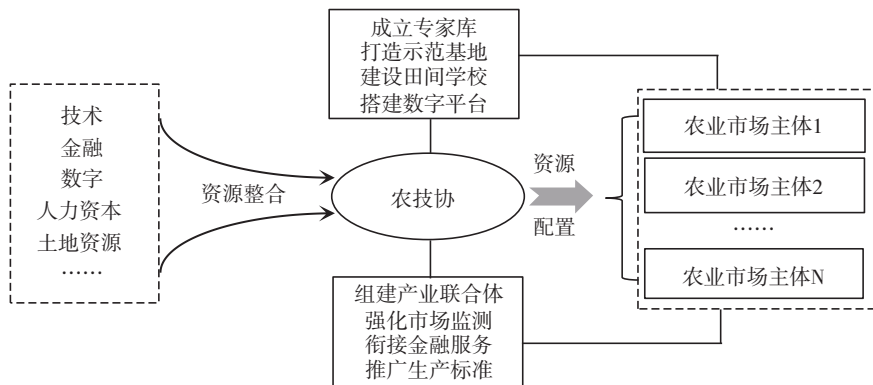 成立专家库
打造示范基地
建设田间学校
搭建数字平台
技术
金融
数字
人力资本
土地资源
……
资源整合
农技协
资源
配置
农业市场主体1
农业市场主体2
……
农业市场主体N
组建产业联合体
强化市场监测
衔接金融服务
推广生产标准